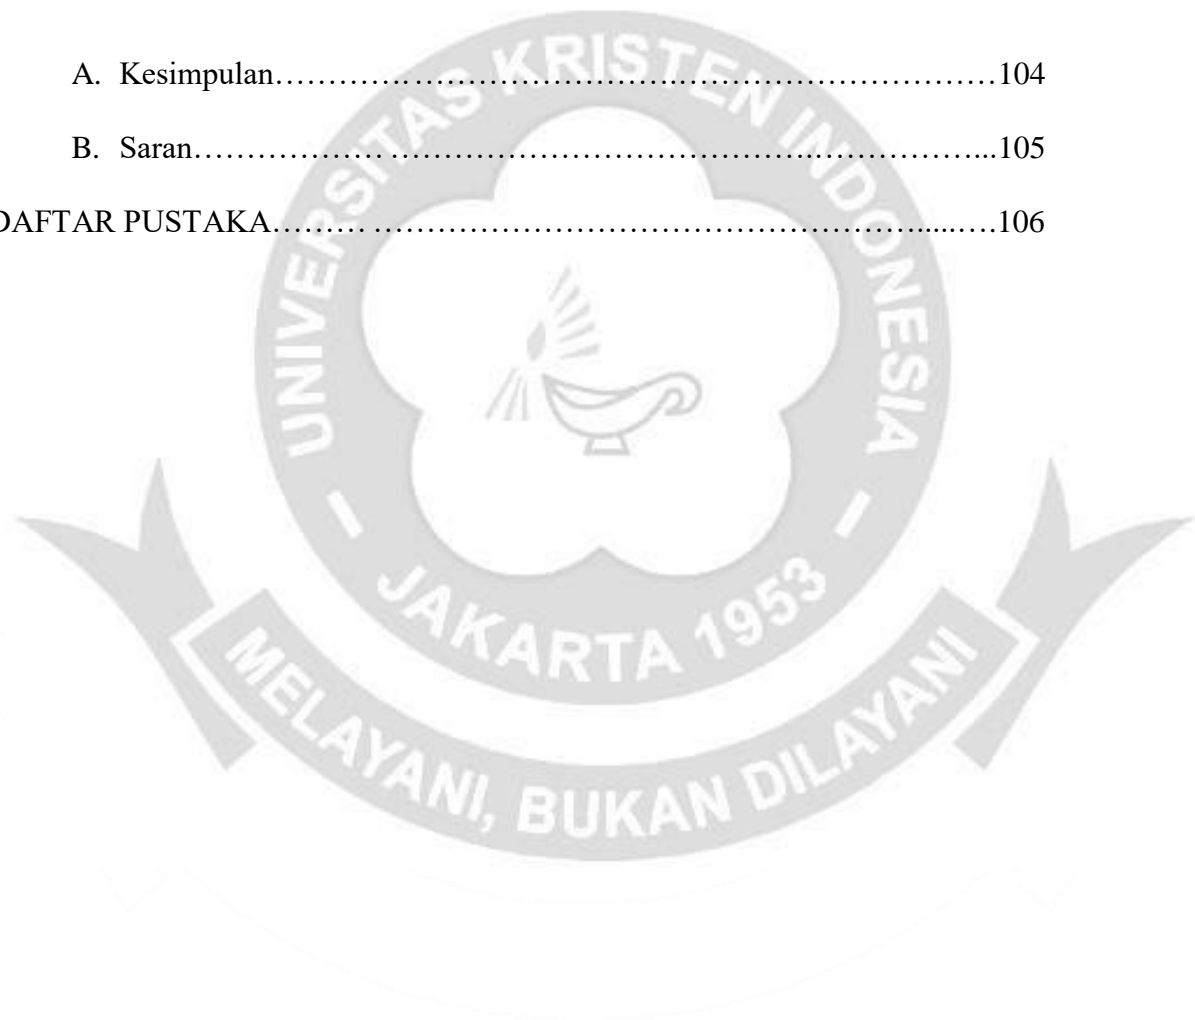 A. Kesimpulan……………………………………………………………………104
B. Saran……………………………………………………………………...105
DAFTAR PUSTAKA……………………………………………………………....….106
UNIVERSITAS KRISTEN INDONESIA
- JAKARTA 1953 -
MELAYANI, BUKAN DILAYANI